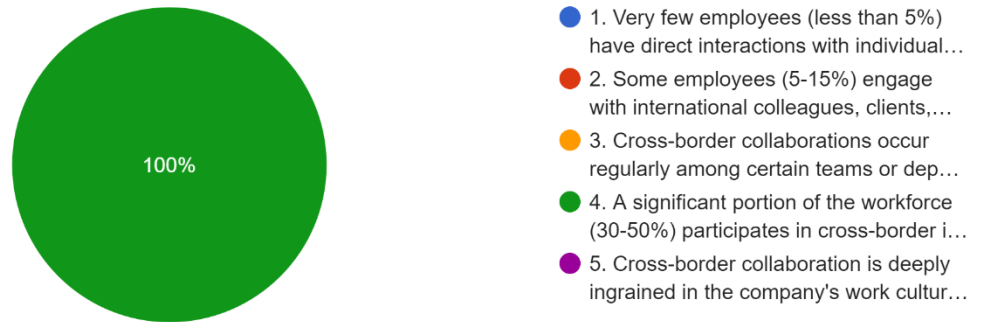 100%
1. Very few employees (less than 5%)
have direct interactions with individual…
2. Some employees (5-15%) engage
with international colleagues, clients,…
3. Cross-border collaborations occur
regularly among certain teams or dep…
4. A significant portion of the workforce
(30-50%) participates in cross-border i…
5. Cross-border collaboration is deeply
ingrained in the company's work cultur…